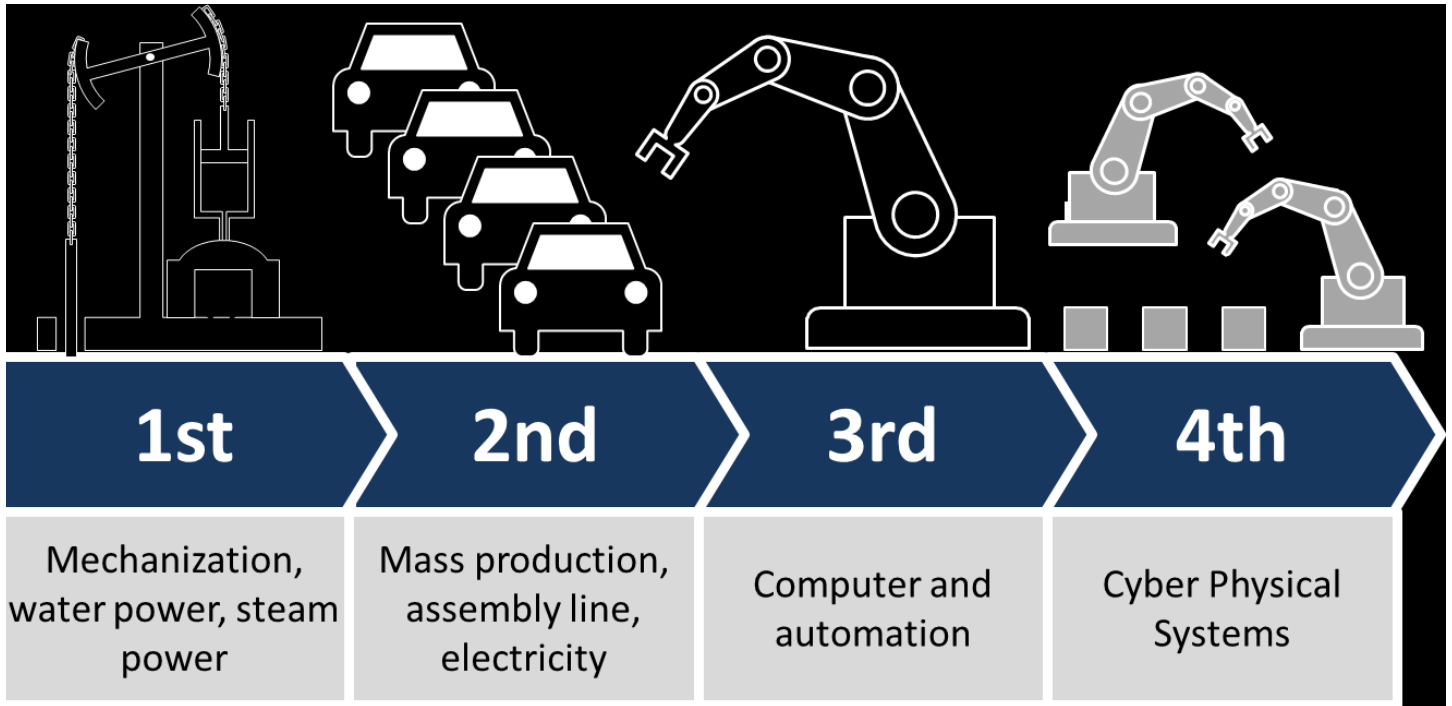 1st
2nd
3rd
4th
Mechanization,
water power, steam
power
Mass production,
assembly line,
electricity
Computer and
automation
Cyber Physical
Systems